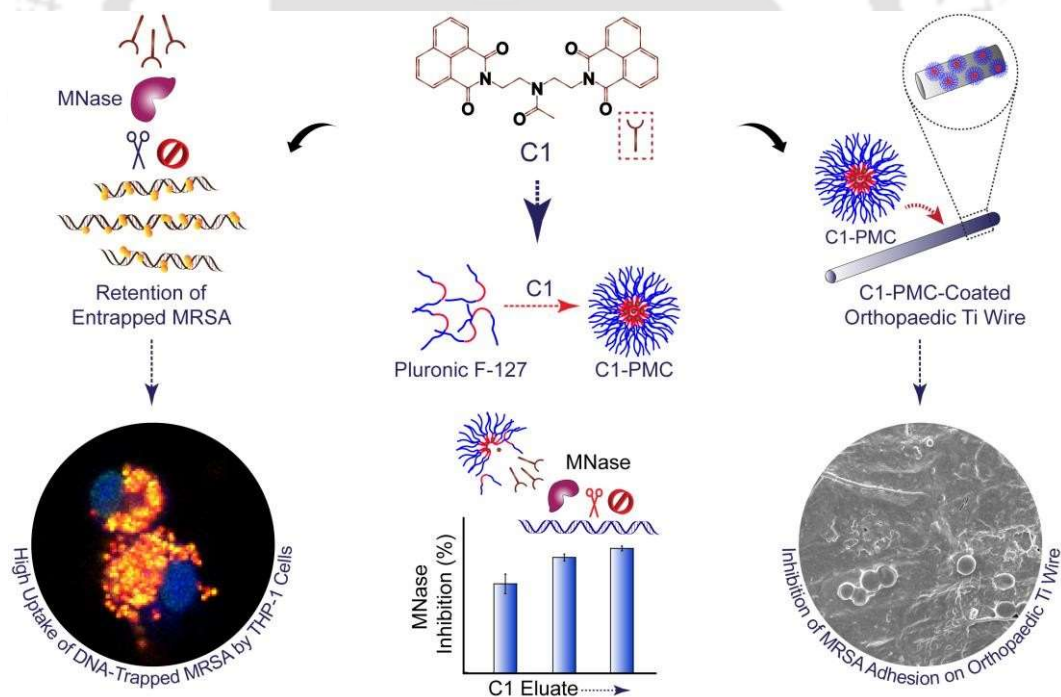 MNase
Retention of
Entrapped MRSA
High Uptake of DNA-Trapped MRSA by THP-1 Cells
O
O
N
N
N
O
O
O
C1
C1
Pluronic F-127
C1-PMC
MNase
MNase
Inhibition (%)
C1 Eluate
C1-PMC
C1-PMC-Coated
Orthopaedic Ti Wire
Inhibition of MRSA Adhesion on Orthopaedic Ti Wire